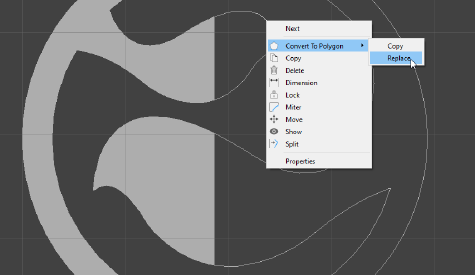 Next
Convert To Polygon
Copy
Replace
Copy
Delete
Dimension
Lock
Miter
Move
Show
Split
Properties